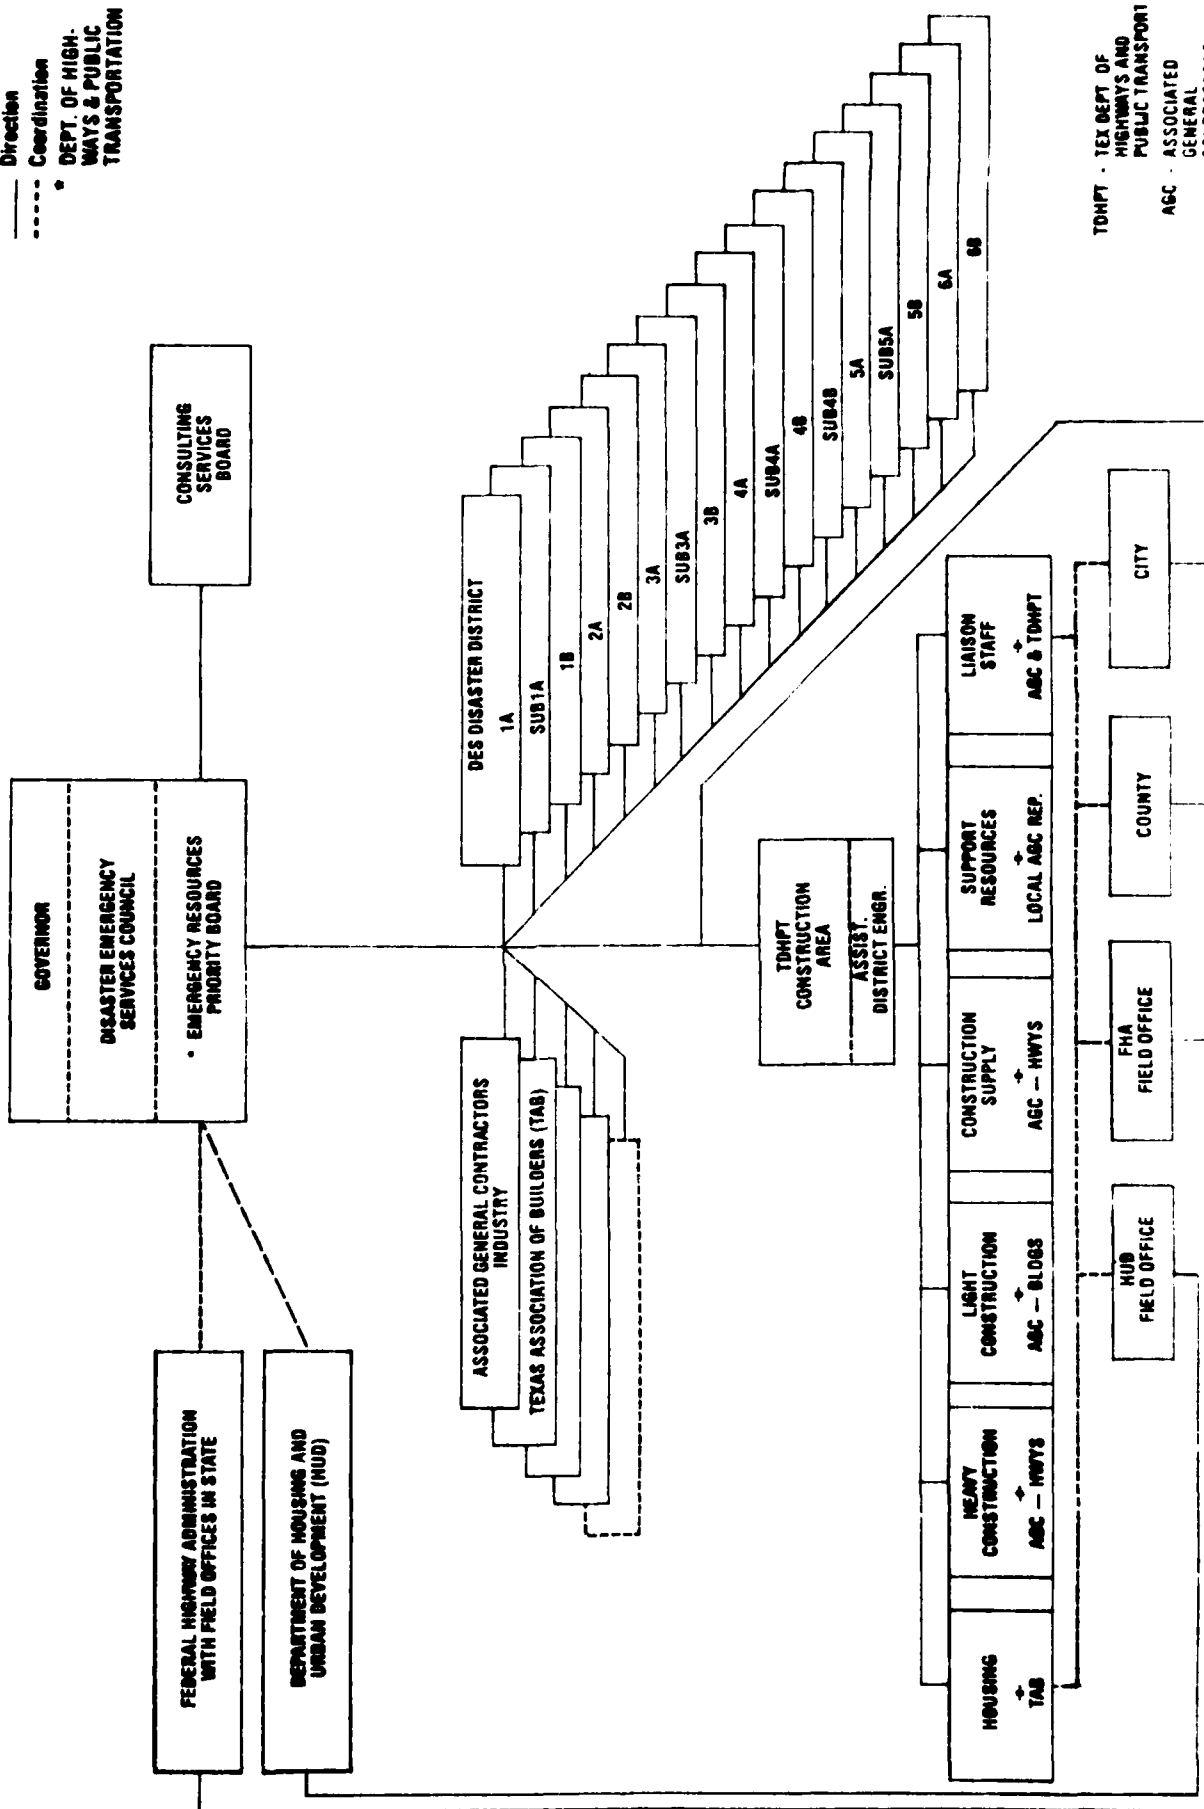 Direction
Coordination
* DEPT. OF HIGH-
WAYS & PUBLIC
TRANSPORTATION
GOVERNOR
DISASTER EMERGENCY
SERVICES COUNCIL
* EMERGENCY RESOURCES
PRIORITY BOARD
CONSULTING
SERVICES
BOARD
FEDERAL HIGHWAY ADMINISTRATION
WITH FIELD OFFICES IN STATE
DEPARTMENT OF HOUSING AND
URBAN DEVELOPMENT (HUD)
ASSOCIATED GENERAL CONTRACTORS
INDUSTRY
TEXAS ASSOCIATION OF BUILDERS (TAB)
DES DISASTER DISTRICT
1A
SUB1A
1B
2A
2B
3A
SUB3A
3B
4A
SUB4A
4B
SUB4B
5A
SUB5A
5B
6A
6B
TDHPT
CONSTRUCTION
AREA
ASSIST.
DISTRICT ENGR.
HOUSING
+
TAB
HEAVY
CONSTRUCTION
+
AGC – HWYS
LIGHT
CONSTRUCTION
+
AGC – BLDGS
CONSTRUCTION
SUPPLY
+
AGC – HWYS
SUPPORT
RESOURCES
+
LOCAL AGC REP.
LIAISON
STAFF
+
AGC & TDHPT
HUD
FIELD OFFICE
FHA
FIELD OFFICE
COUNTY
CITY
TDHPT - TEX DEPT OF
HIGHWAYS AND
PUBLIC TRANSPORT
AGC - ASSOCIATED
GENERAL